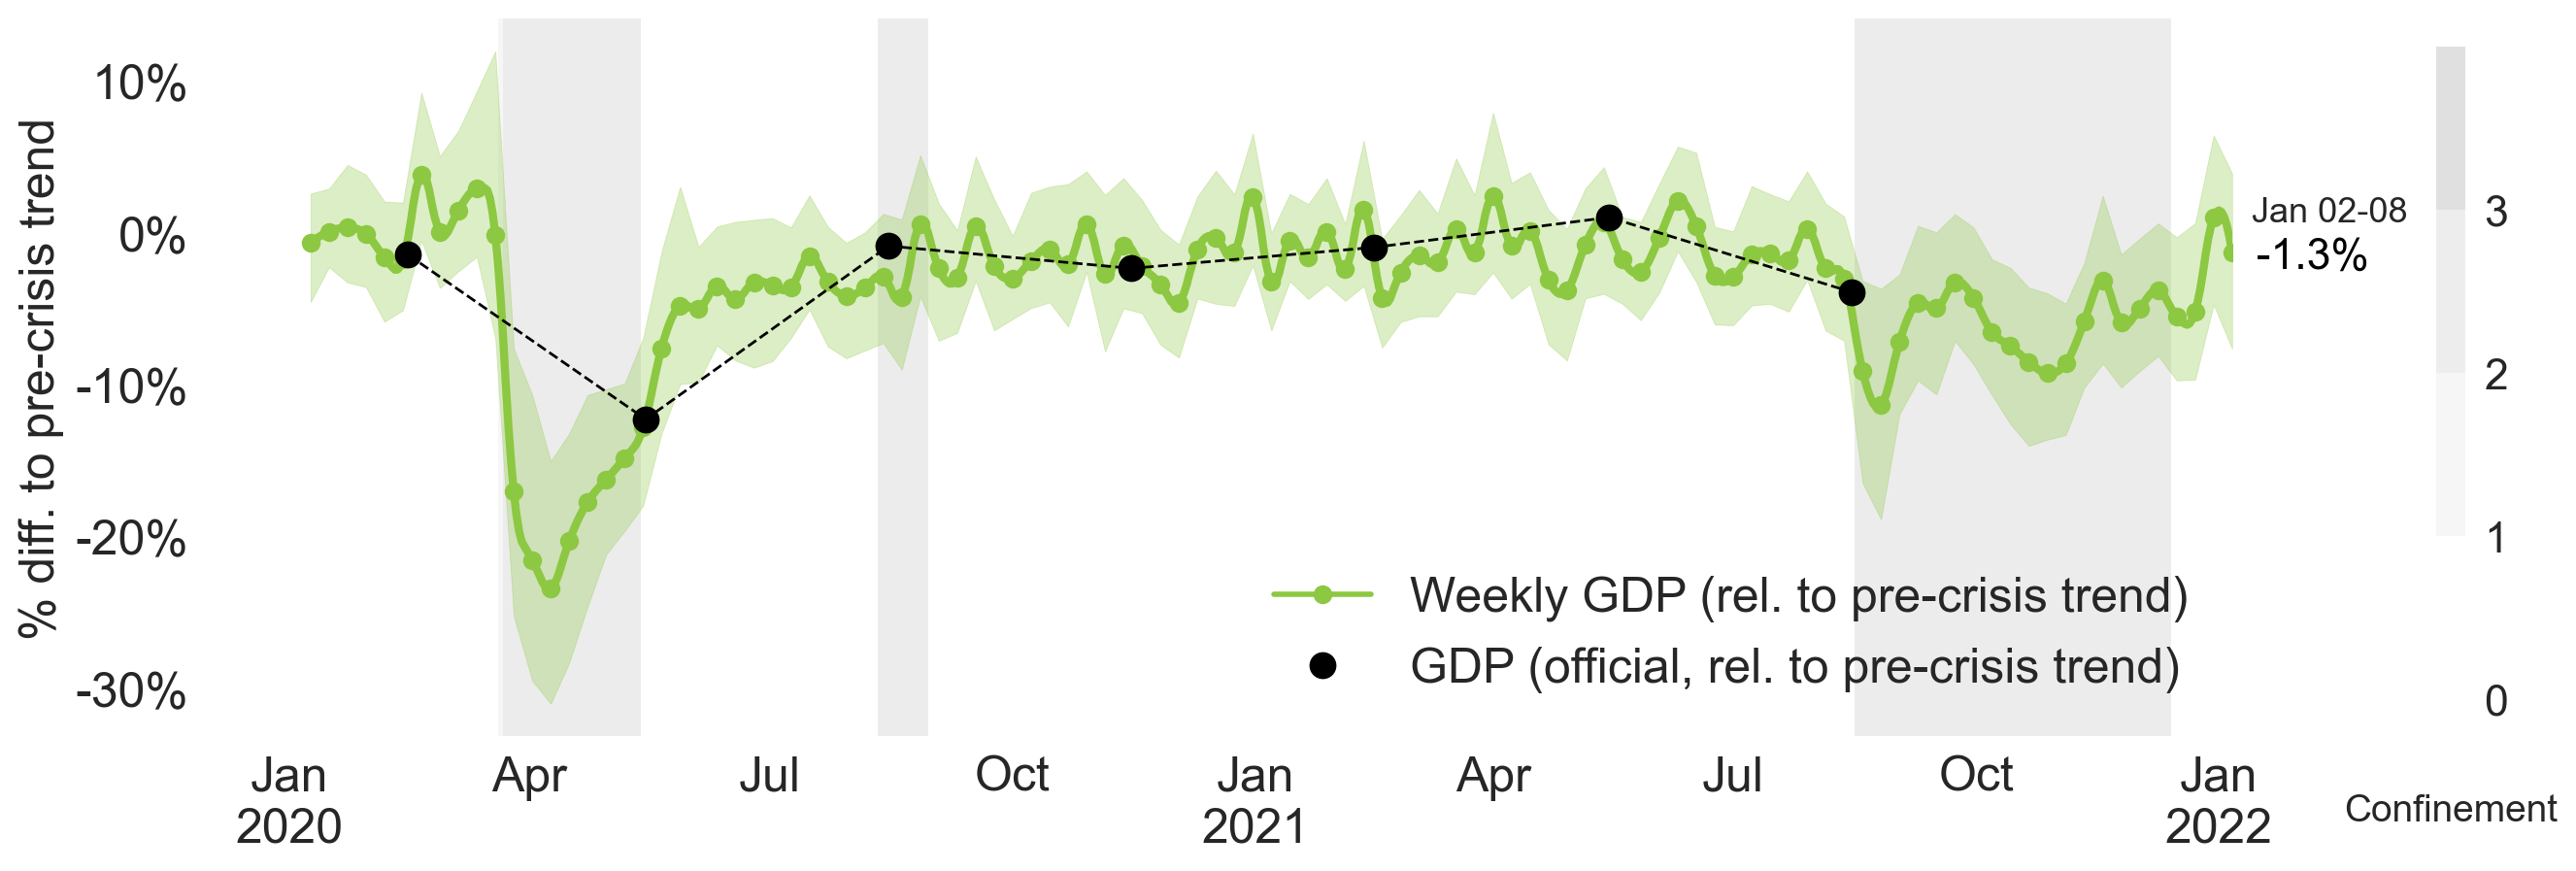 % diff. to pre-crisis trend
10%
0%
-10%
-20%
-30%
Jan 02-08
-1.3%
Weekly GDP (rel. to pre-crisis trend)
GDP (official, rel. to pre-crisis trend)
Jan Apr Jul Oct Jan Apr Jul Oct Jan
2020 2021 2022
3
2
1
0
Confinement